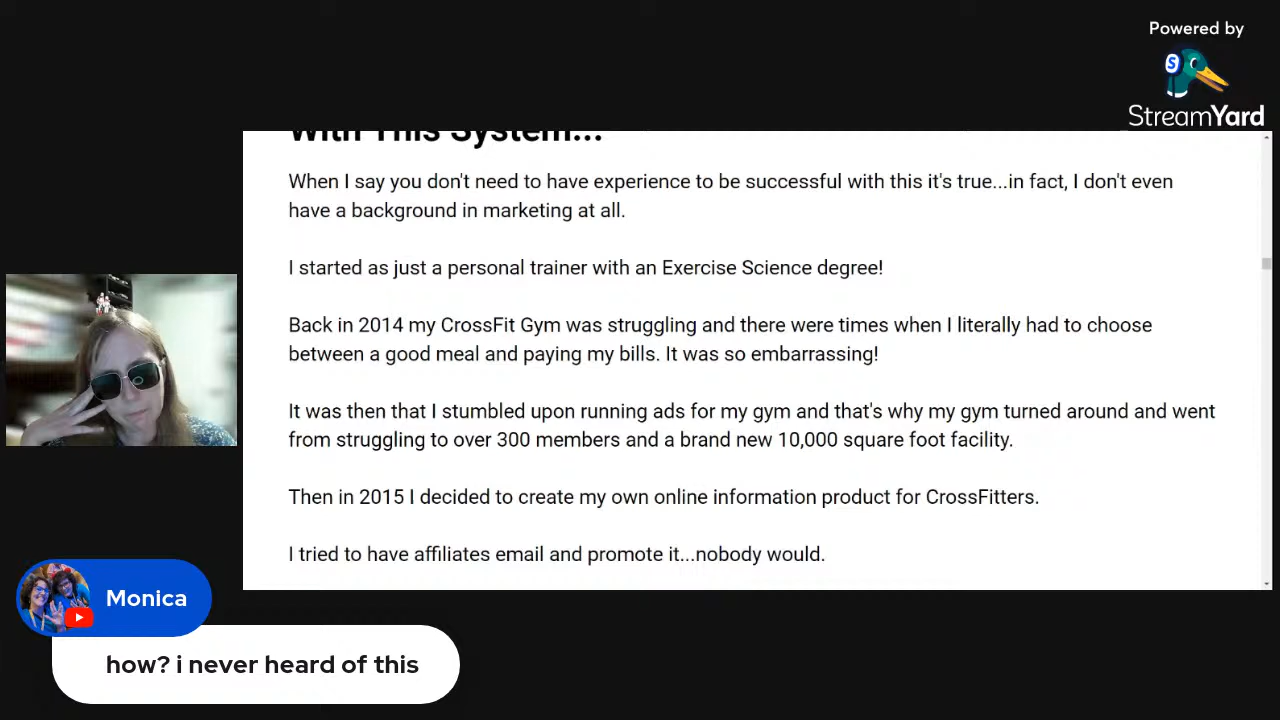 Powered by
S
StreamYard
With This System...
When I say you don't need to have experience to be successful with this it's true...in fact, I don't even
have a background in marketing at all.
I started as just a personal trainer with an Exercise Science degree!
Back in 2014 my CrossFit Gym was struggling and there were times when I literally had to choose
between a good meal and paying my bills. It was so embarrassing!
It was then that I stumbled upon running ads for my gym and that's why my gym turned around and went
from struggling to over 300 members and a brand new 10,000 square foot facility.
Then in 2015 I decided to create my own online information product for CrossFitters.
I tried to have affiliates email and promote it...nobody would.
Monica
how? i never heard of this